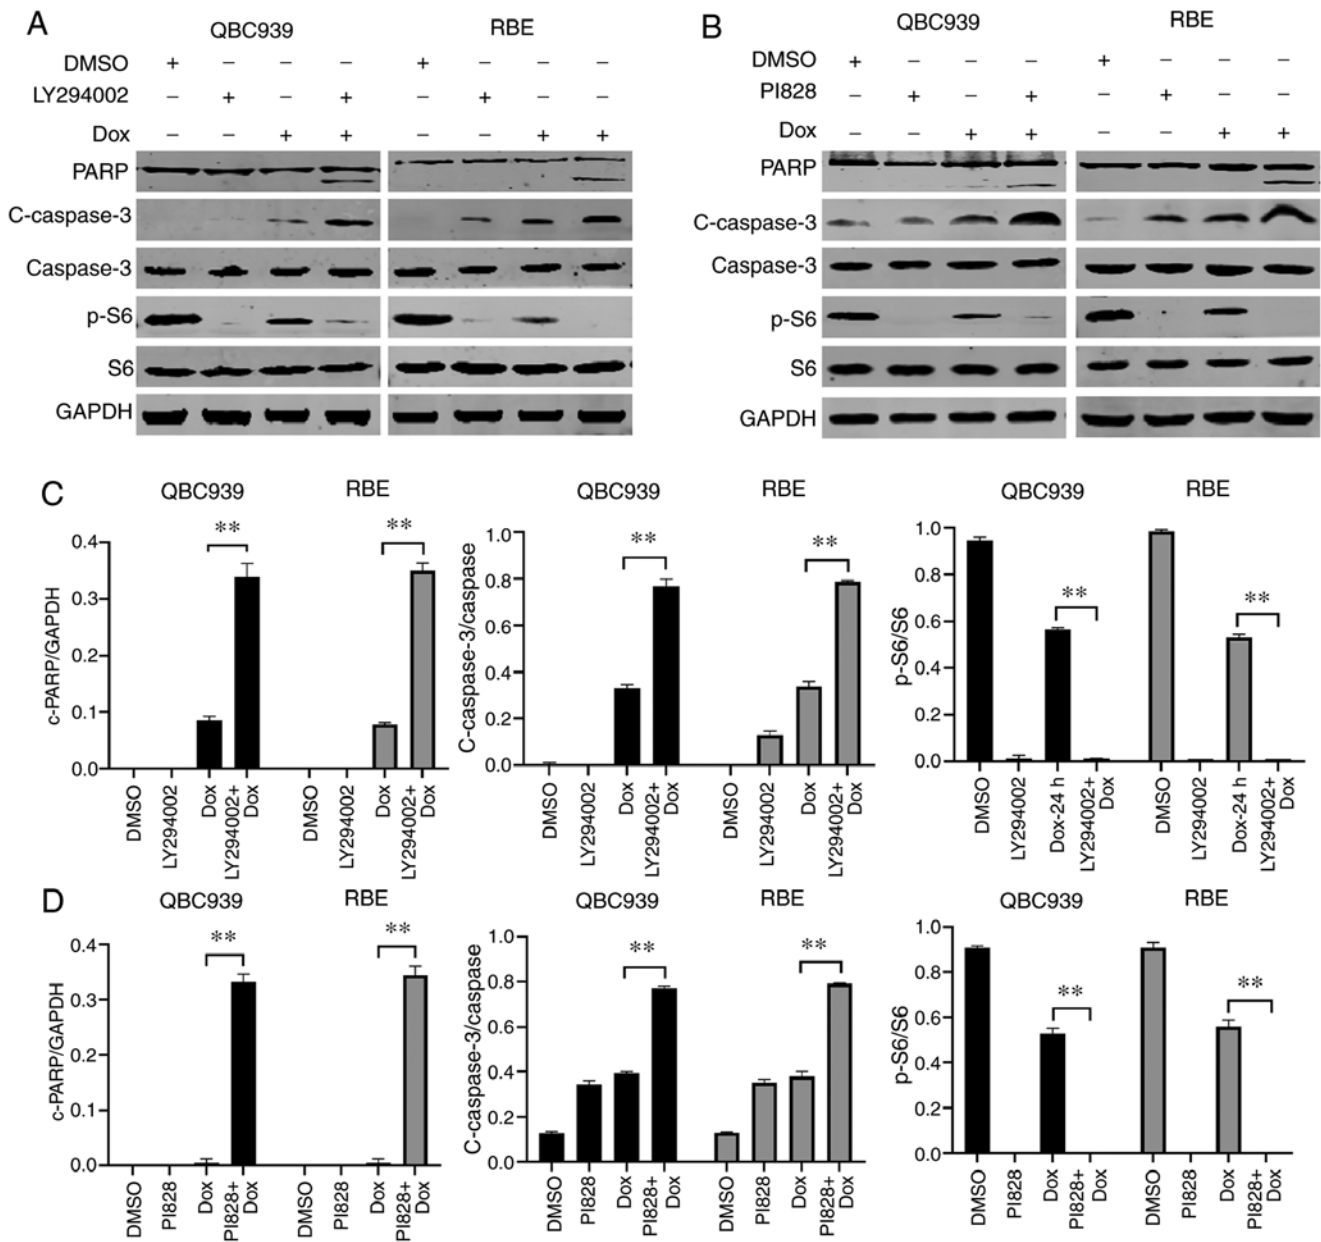 A
QBC939 RBE
DMSO + − − − + − − −
LY294002 − + − + − + − +
Dox − − + + − − + +
PARP
C-caspase-3
Caspase-3
p-S6
S6
GAPDH
B
QBC939 RBE
DMSO + − − − + − − −
PI828 − + − + − + − −
Dox − − + + − − + +
PARP
C-caspase-3
Caspase-3
p-S6
S6
GAPDH
C
QBC939 RBE
c-PARP/GAPDH
0.4
0.3
0.2
0.1
0.0
** **
DMSO LY294002 Dox LY294002+ Dox DMSO LY294002 Dox LY294002+ Dox
QBC939 RBE
C-caspase-3/caspase
1.0
0.8
0.6
0.4
0.2
0.0
** **
DMSO LY294002 Dox LY294002+ Dox DMSO LY294002 Dox LY294002+ Dox
QBC939 RBE
p-S6/S6
1.0
0.8
0.6
0.4
0.2
0.0
** **
DMSO LY294002 Dox-24 h LY294002+ Dox DMSO LY294002 Dox-24 h LY294002+ Dox
D
QBC939 RBE
c-PARP/GAPDH
0.4
0.3
0.2
0.1
0.0
** **
DMSO PI828 Dox PI828+ Dox DMSO PI828 Dox PI828+ Dox
QBC939 RBE
C-caspase-3/caspase
1.0
0.8
0.6
0.4
0.2
0.0
** **
DMSO PI828 Dox PI828+ Dox DMSO PI828 Dox PI828+ Dox
QBC939 RBE
p-S6/S6
1.0
0.8
0.6
0.4
0.2
0.0
** **
DMSO PI828 Dox PI828+ Dox DMSO PI828 Dox PI828+ Dox